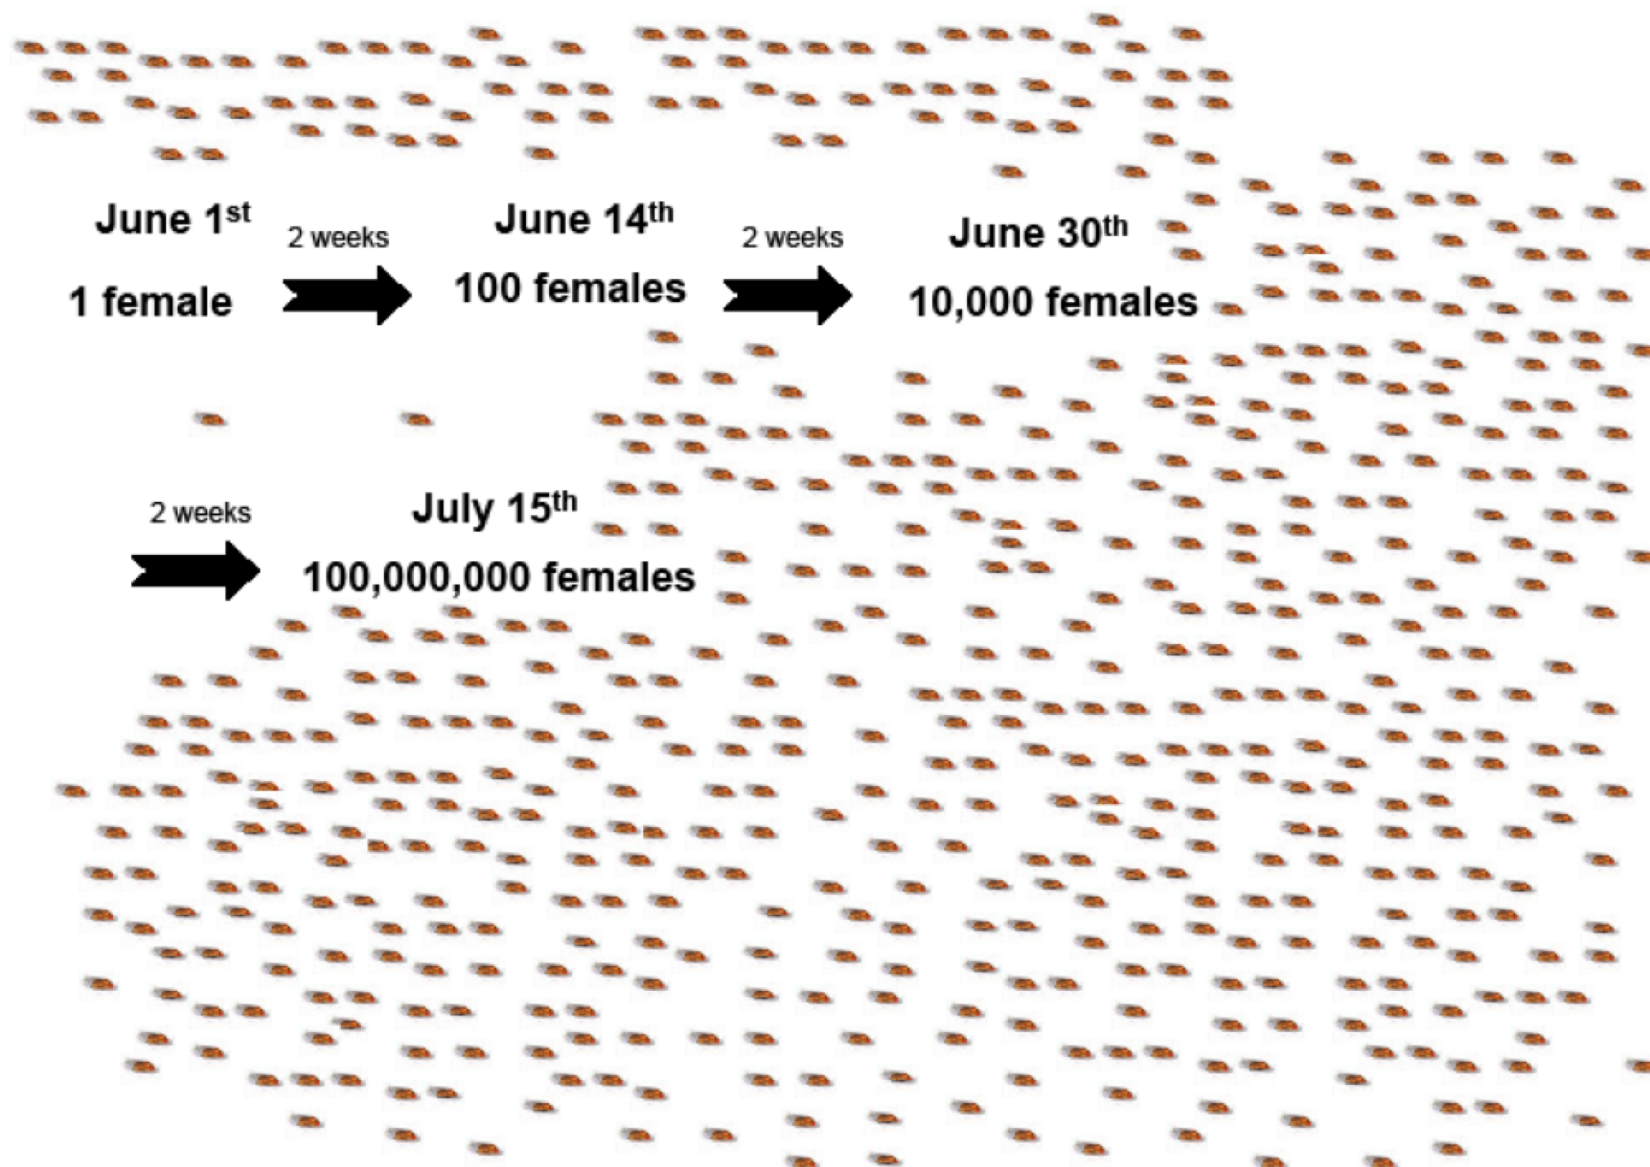 June 1st
2 weeks
June 14th
2 weeks
June 30th
1 female
100 females
10,000 females
2 weeks
July 15th
100,000,000 females